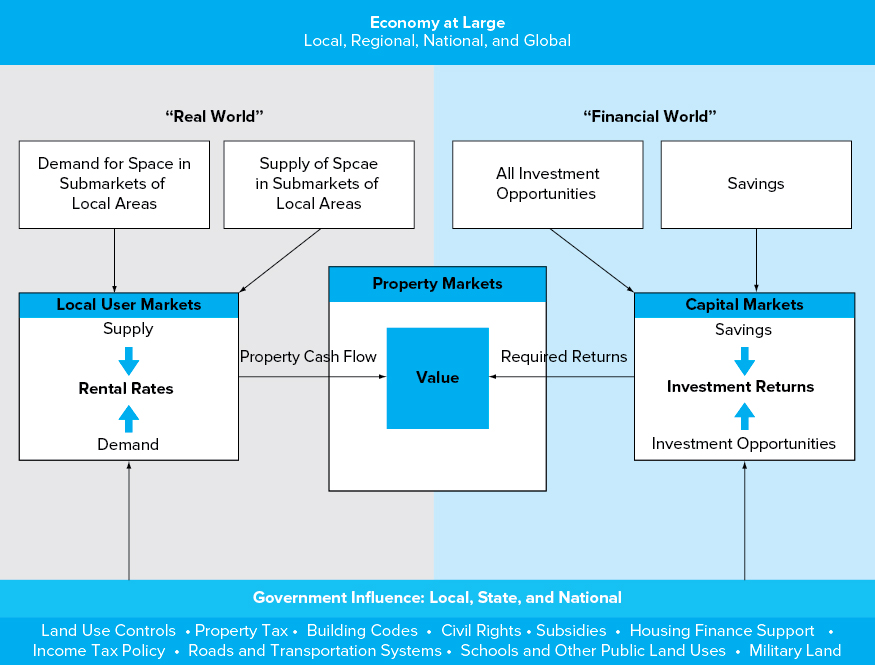 Economy at Large
Local, Regional, National, and Global
“Real World”
“Financial World”
Demand for Space in
Submarkets of
Local Areas
Supply of Spcae
in Submarkets of
Local Areas
All Investment
Opportunities
Savings
Local User Markets
Supply
Rental Rates
Demand
Property Cash Flow
Property Markets
Value
Required Returns
Capital Markets
Savings
Investment Returns
Investment Opportunities
Government Influence: Local, State, and National
Land Use Controls • Property Tax • Building Codes • Civil Rights • Subsidies • Housing Finance Support •
Income Tax Policy • Roads and Transportation Systems • Schools and Other Public Land Uses • Military Land